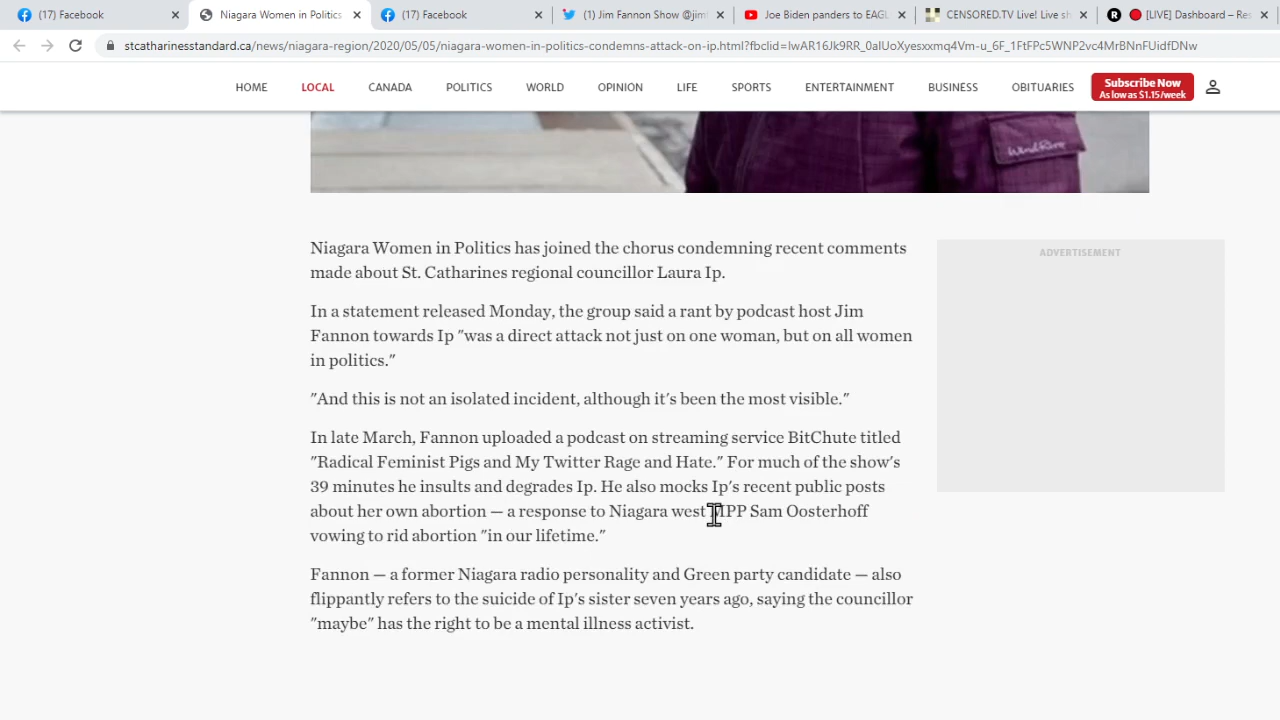 (17) Facebook
Niagara Women in Politics
(17) Facebook
(1) Jim Fannon Show @jim
Joe Biden panders to EAGL
CENSORED.TV Live! Live sh
R
[LIVE] Dashboard – Res
stcatharinesstandard.ca/news/niagara-region/2020/05/05/niagara-women-in-politics-condemns-attack-on-ip.html?fbclid=IwAR16Jk9RR_0alUoXyesxxmq4Vm-u_6F_1FtFPc5WNP2vc4MrBNnFUidfDNw
HOME LOCAL CANADA POLITICS WORLD OPINION LIFE SPORTS ENTERTAINMENT BUSINESS OBITUARIES
Subscribe Now
As low as $1.15/week
WindRiver
Niagara Women in Politics has joined the chorus condemning recent comments
made about St. Catharines regional councillor Laura Ip.
In a statement released Monday, the group said a rant by podcast host Jim
Fannon towards Ip "was a direct attack not just on one woman, but on all women
in politics."
"And this is not an isolated incident, although it's been the most visible."
In late March, Fannon uploaded a podcast on streaming service BitChute titled
"Radical Feminist Pigs and My Twitter Rage and Hate." For much of the show's
39 minutes he insults and degrades Ip. He also mocks Ip's recent public posts
about her own abortion — a response to Niagara west MPP Sam Oosterhoff
vowing to rid abortion "in our lifetime."
Fannon — a former Niagara radio personality and Green party candidate — also
flippantly refers to the suicide of Ip's sister seven years ago, saying the councillor
"maybe" has the right to be a mental illness activist.
ADVERTISEMENT